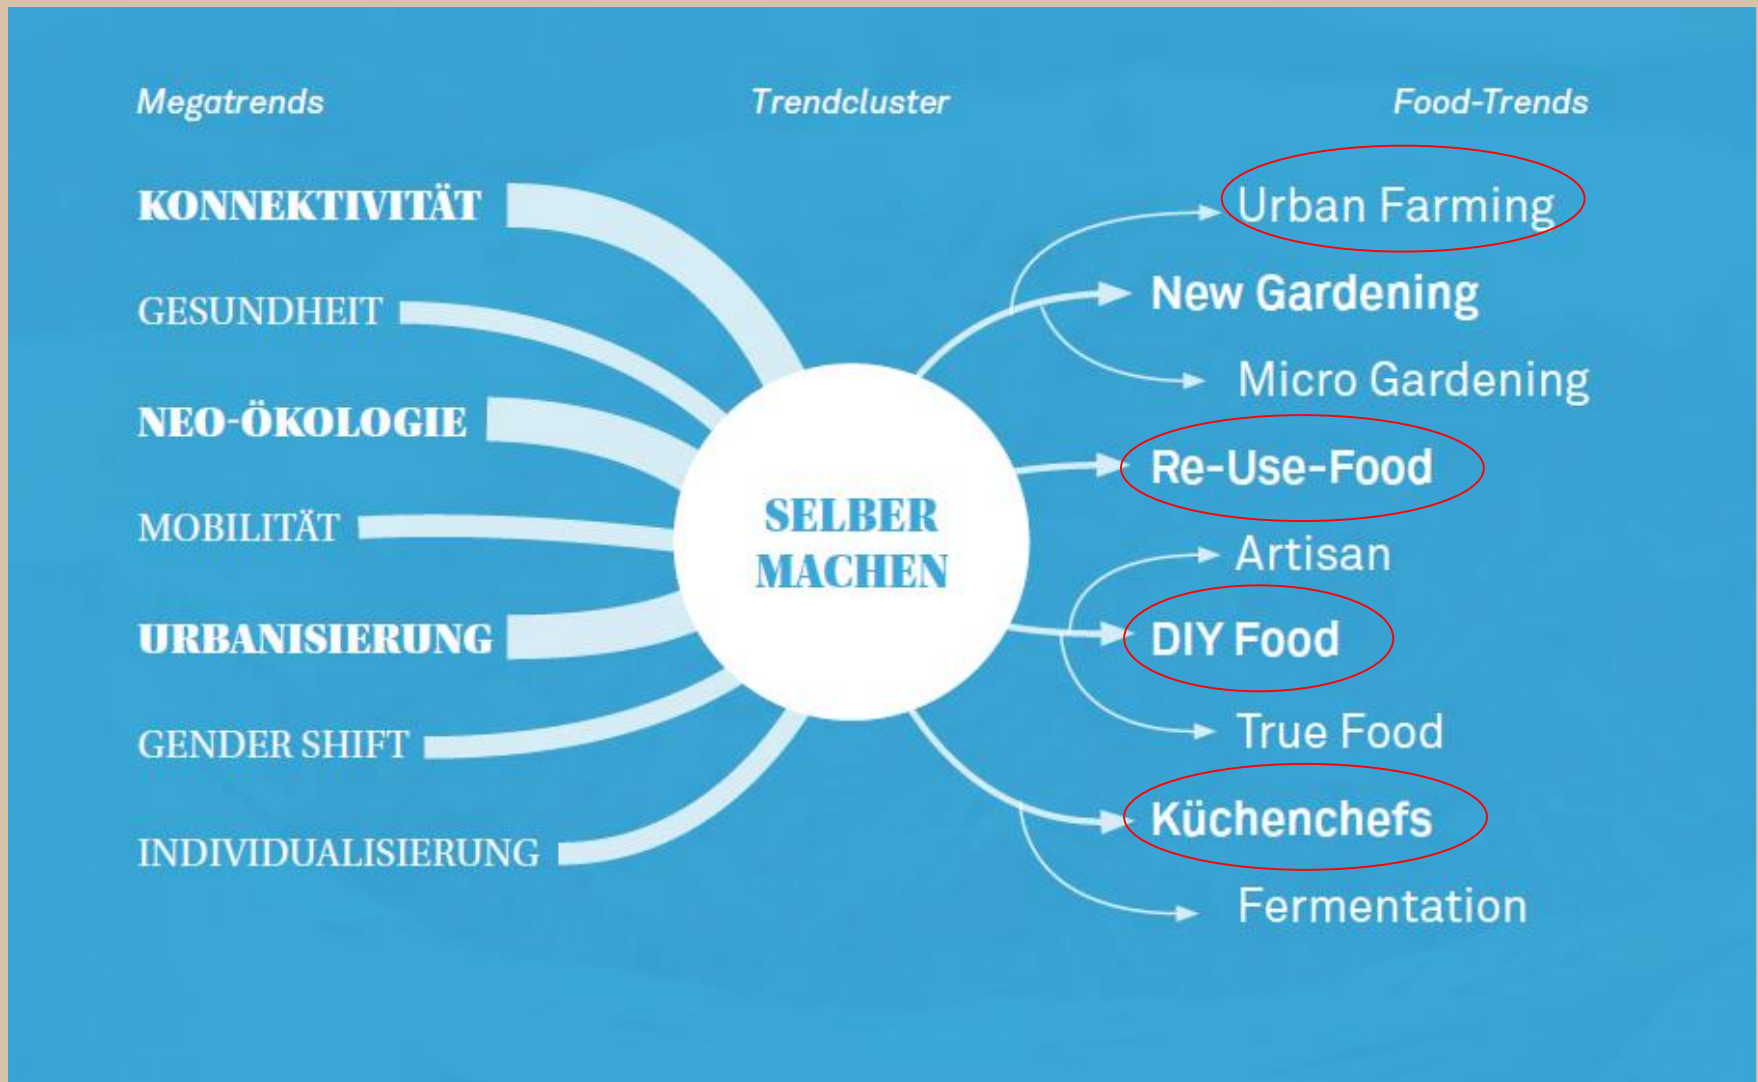 Megatrends
Trendcluster
Food-Trends
KONNEKTIVITÄT
GESUNDHEIT
NEO-ÖKOLOGIE
MOBILITÄT
URBANISIERUNG
GENDER SHIFT
INDIVIDUALISIERUNG
SELBER
MACHEN
Urban Farming
New Gardening
Micro Gardening
Re-Use-Food
Artisan
DIY Food
True Food
Küchenchefs
Fermentation